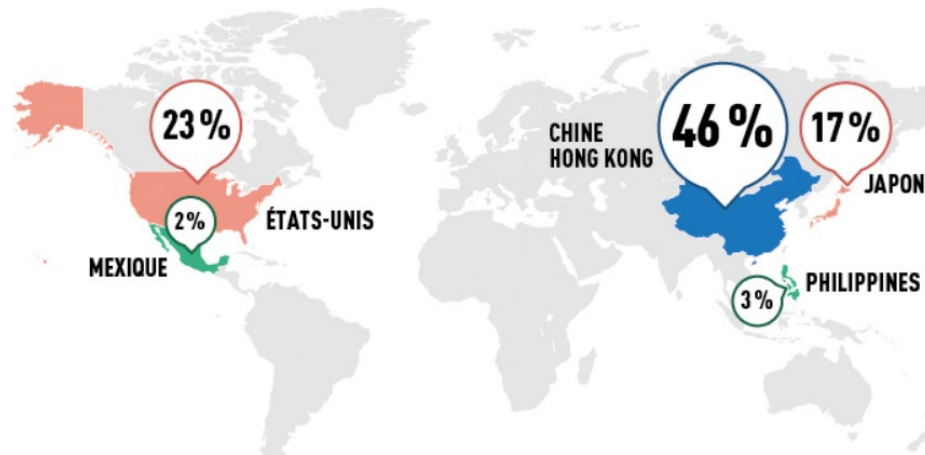 23 %
ÉTATS-UNIS
2 %
MEXIQUE
CHINE
HONG KONG
46 %
17 %
JAPON
PHILIPPINES
3 %